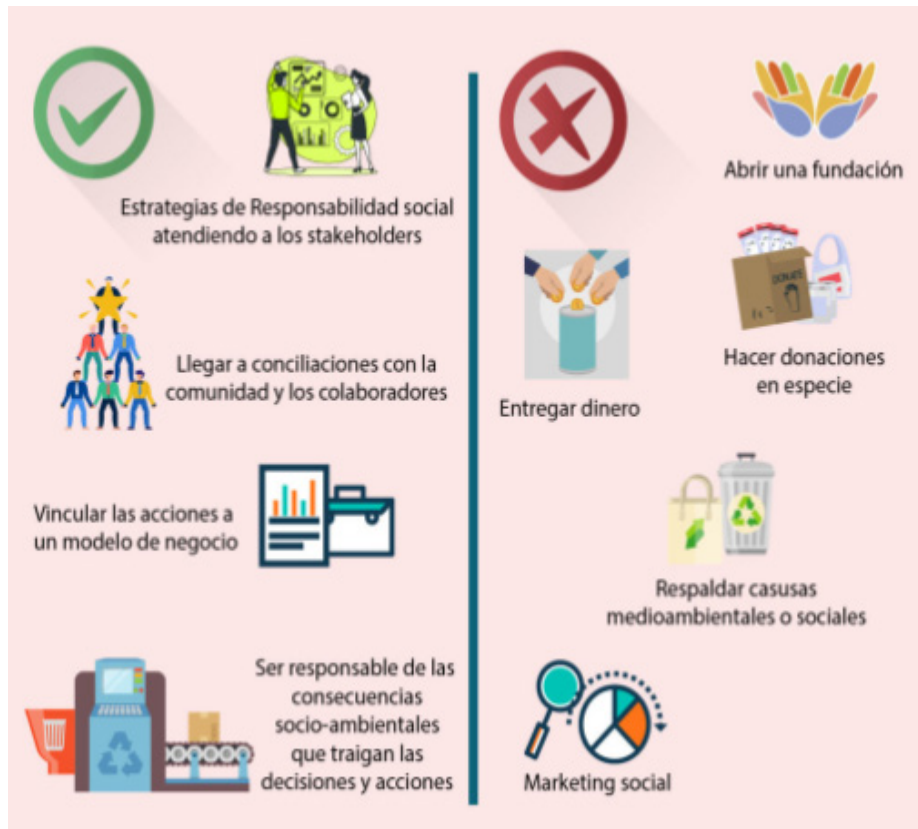 Estrategias de Responsabilidad social
atendiendo a los stakeholders
Llegar a conciliaciones con la
comunidad y los colaboradores
Vincular las acciones a
un modelo de negocio
Ser responsable de las
consecuencias
socio-ambientales
que traigan las
decisiones y acciones
Abrir una fundación
DONATE
Hacer donaciones
en especie
Entregar dinero
Respaldar casusas
medioambientales o sociales
Marketing social